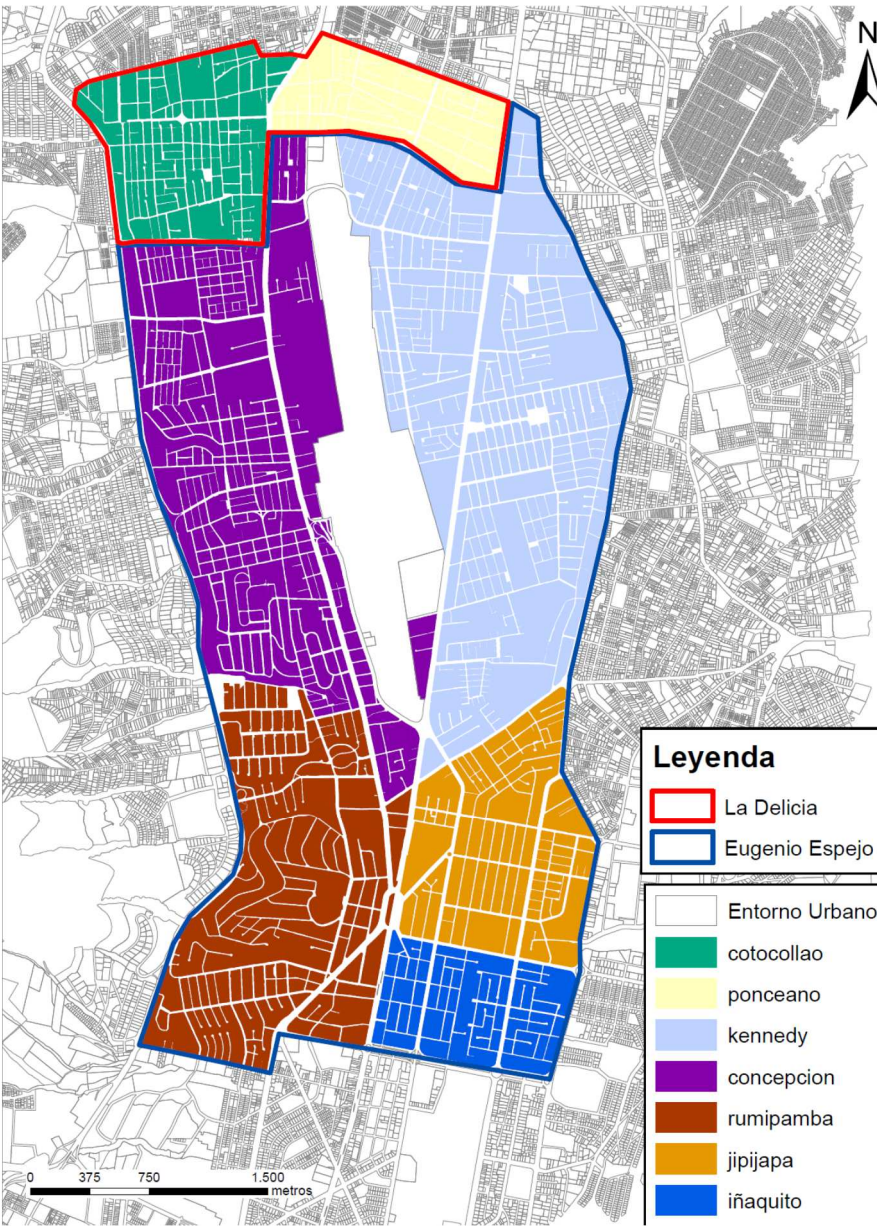 N
Leyenda
La Delicia
Eugenio Espejo
Entorno Urbano
cotocollao
ponceano
kennedy
concepcion
rumipamba
jipijapa
iñaquito
0 375 750 1.500
metros